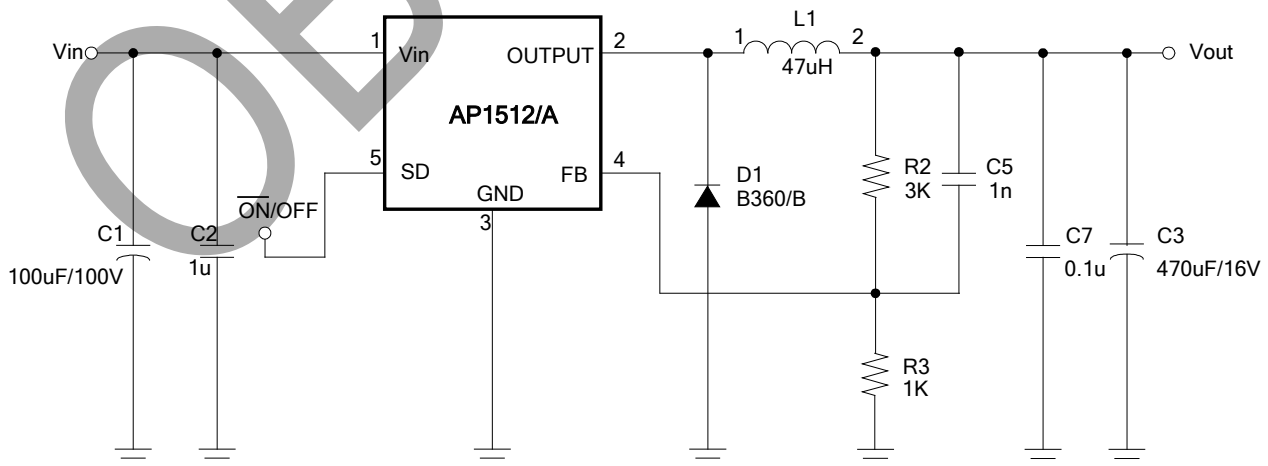 L1
Vin
1
Vin
OUTPUT
2
1
2
47uH
Vout
AP1512/A
5
SD
FB
4
GND
3
ON/OFF
D1
B360/B
R2
3K
C5
1n
C1
100uF/100V
C2
1u
C7
0.1u
C3
470uF/16V
R3
1K